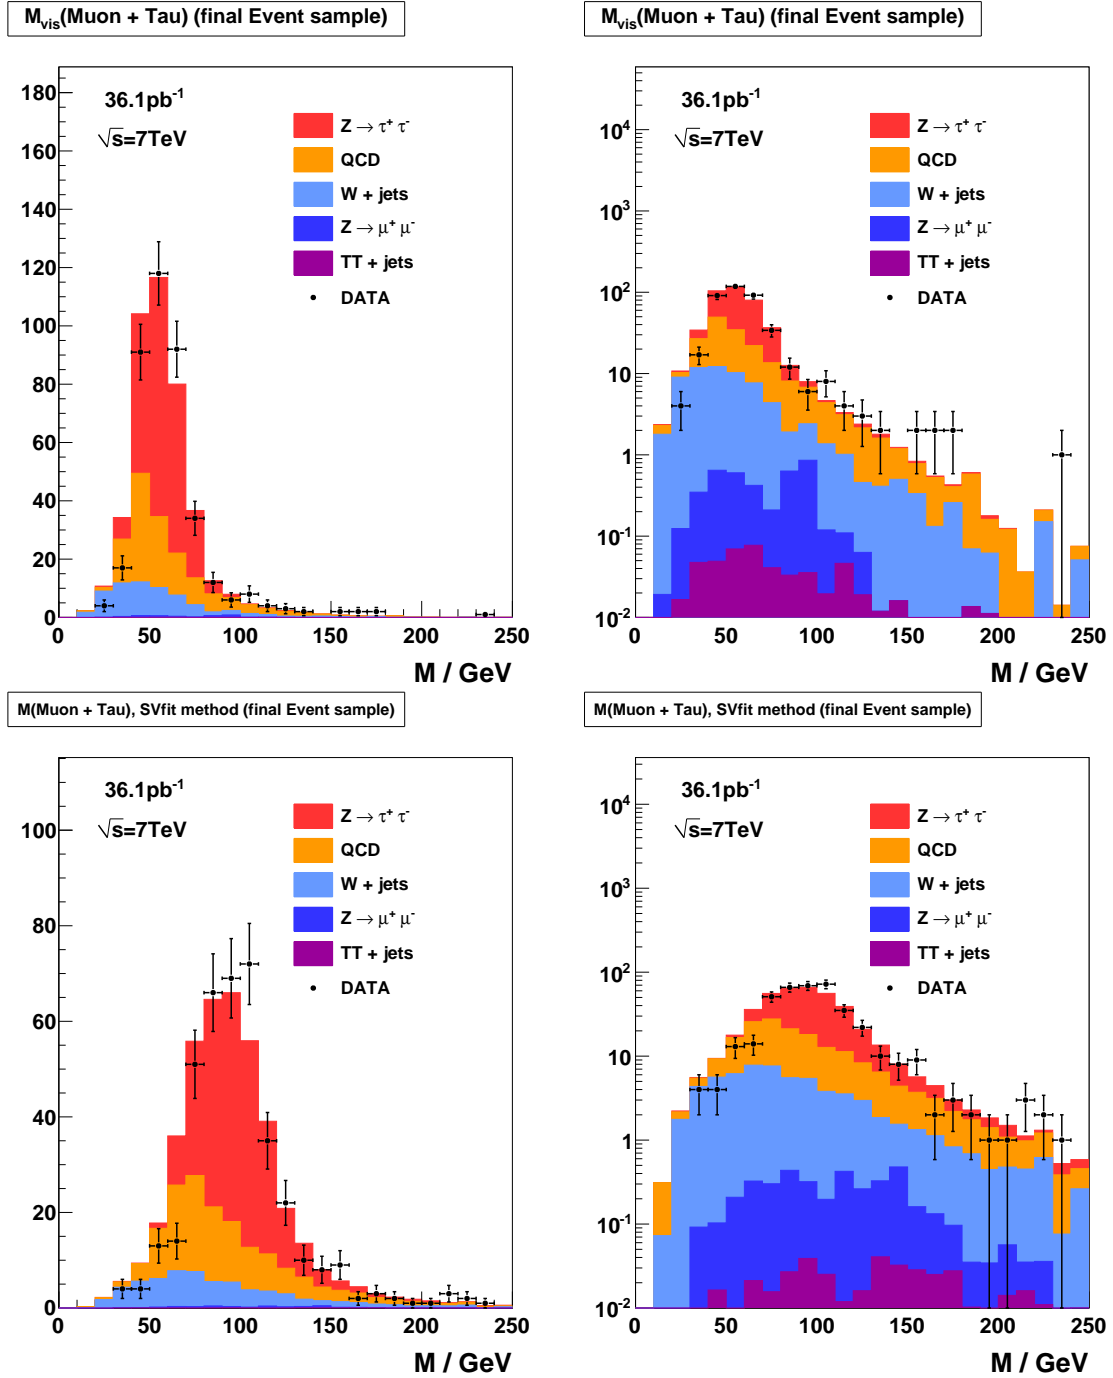 M_vis(Muon + Tau) (final Event sample)
180
160
140
120
100
80
60
40
20
0
36.1pb⁻¹
√s=7TeV
Z → τ⁺ τ⁻
QCD
W + jets
Z → μ⁺ μ⁻
TT + jets
DATA
0 50 100 150 200 250
M / GeV
M_vis(Muon + Tau) (final Event sample)
10⁴
10³
10²
10
1
10⁻¹
10⁻²
36.1pb⁻¹
√s=7TeV
Z → τ⁺ τ⁻
QCD
W + jets
Z → μ⁺ μ⁻
TT + jets
DATA
0 50 100 150 200 250
M / GeV
M(Muon + Tau), SVfit method (final Event sample)
100
80
60
40
20
0
36.1pb⁻¹
√s=7TeV
Z → τ⁺ τ⁻
QCD
W + jets
Z → μ⁺ μ⁻
TT + jets
DATA
0 50 100 150 200 250
M / GeV
M(Muon + Tau), SVfit method (final Event sample)
10⁴
10³
10²
10
1
10⁻¹
10⁻²
36.1pb⁻¹
√s=7TeV
Z → τ⁺ τ⁻
QCD
W + jets
Z → μ⁺ μ⁻
TT + jets
DATA
0 50 100 150 200 250
M / GeV